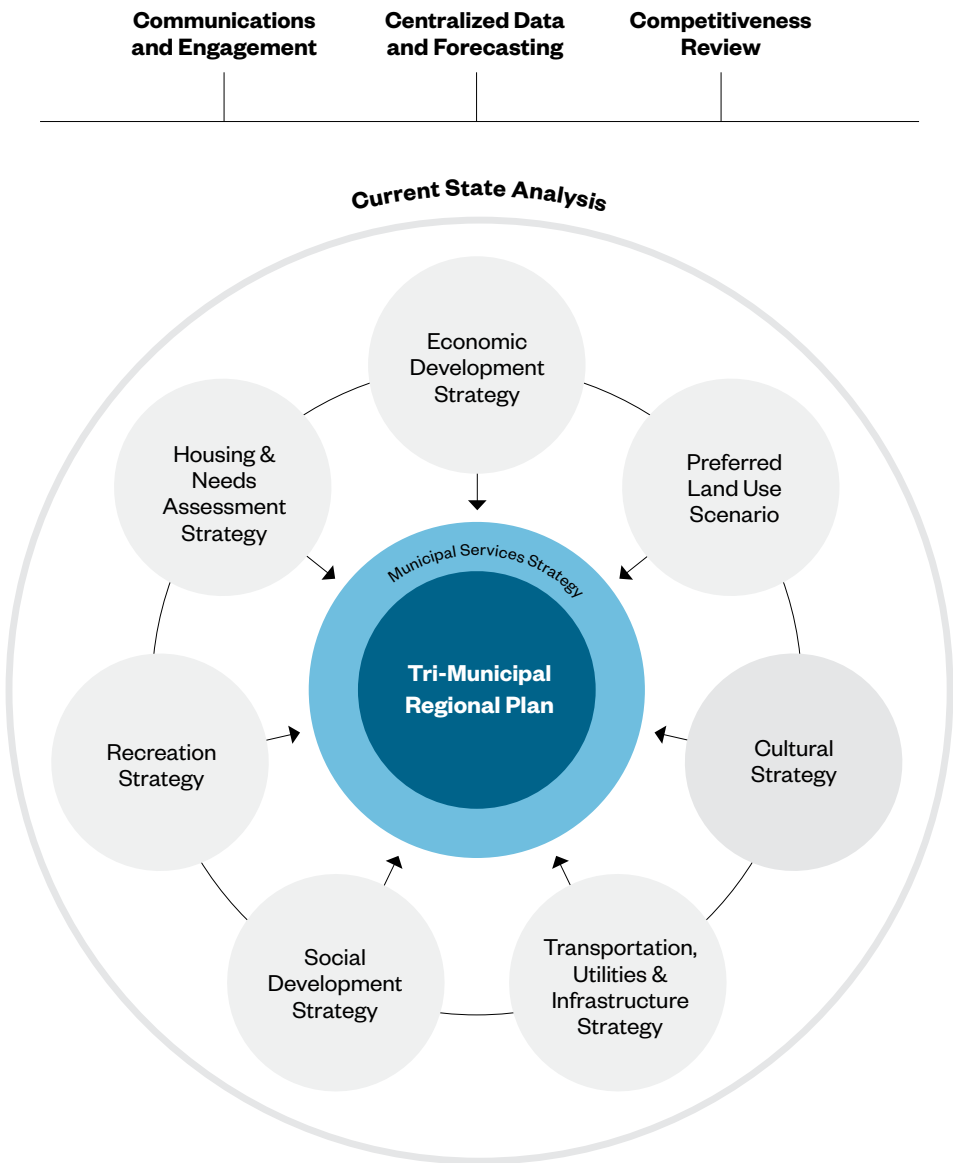 Communications
and Engagement
Centralized Data
and Forecasting
Competitiveness
Review
Current State Analysis
Economic
Development
Strategy
Housing &
Needs
Assessment
Strategy
Preferred
Land Use
Scenario
Municipal Services Strategy
Tri-Municipal
Regional Plan
Recreation
Strategy
Cultural
Strategy
Social
Development
Strategy
Transportation,
Utilities &
Infrastructure
Strategy